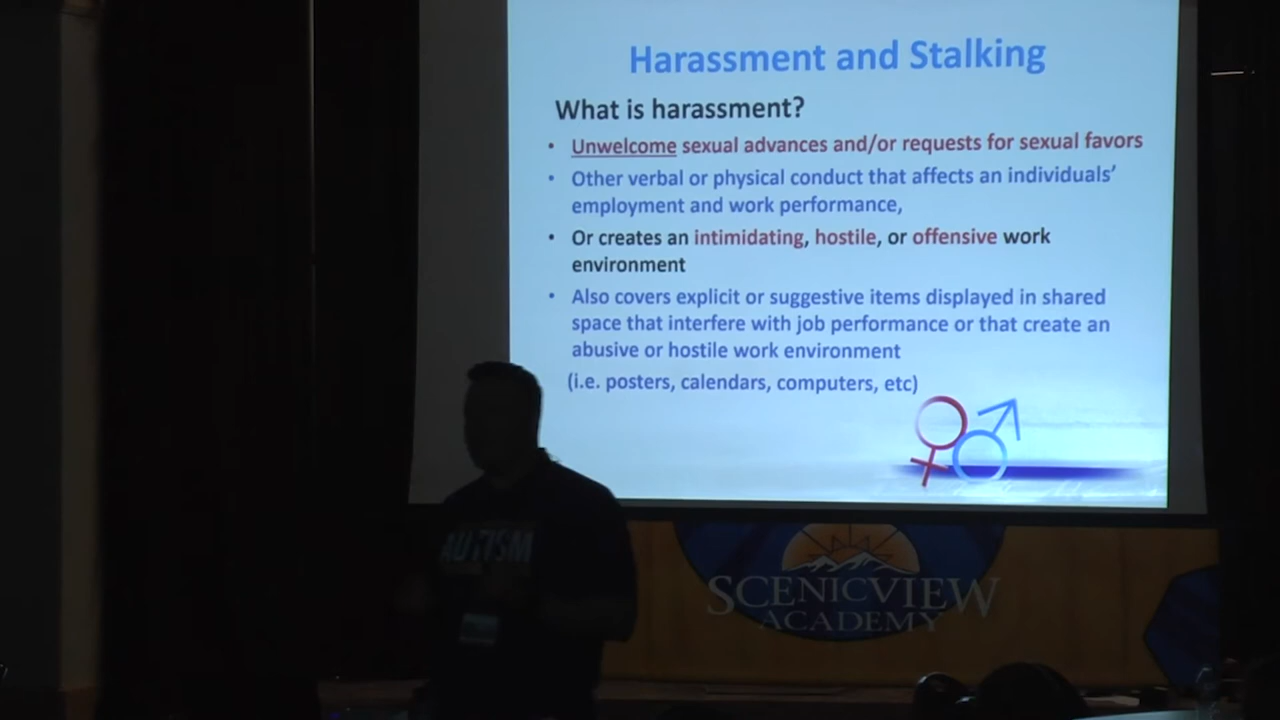 Harassment and Stalking
What is harassment?
• Unwelcome sexual advances and/or requests for sexual favors
• Other verbal or physical conduct that affects an individuals'
employment and work performance,
• Or creates an intimidating, hostile, or offensive work
environment
• Also covers explicit or suggestive items displayed in shared
space that interfere with job performance or that create an
abusive or hostile work environment
(i.e. posters, calendars, computers, etc)
AUTISM
SCENICVIEW
ACADEMY